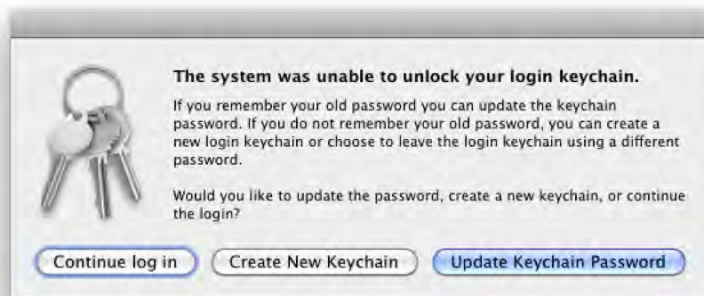 The system was unable to unlock your login keychain.
If you remember your old password you can update the keychain
password. If you do not remember your old password, you can create a
new login keychain or choose to leave the login keychain using a different
password.
Would you like to update the password, create a new keychain, or continue
the login?
Continue log in
Create New Keychain
Update Keychain Password